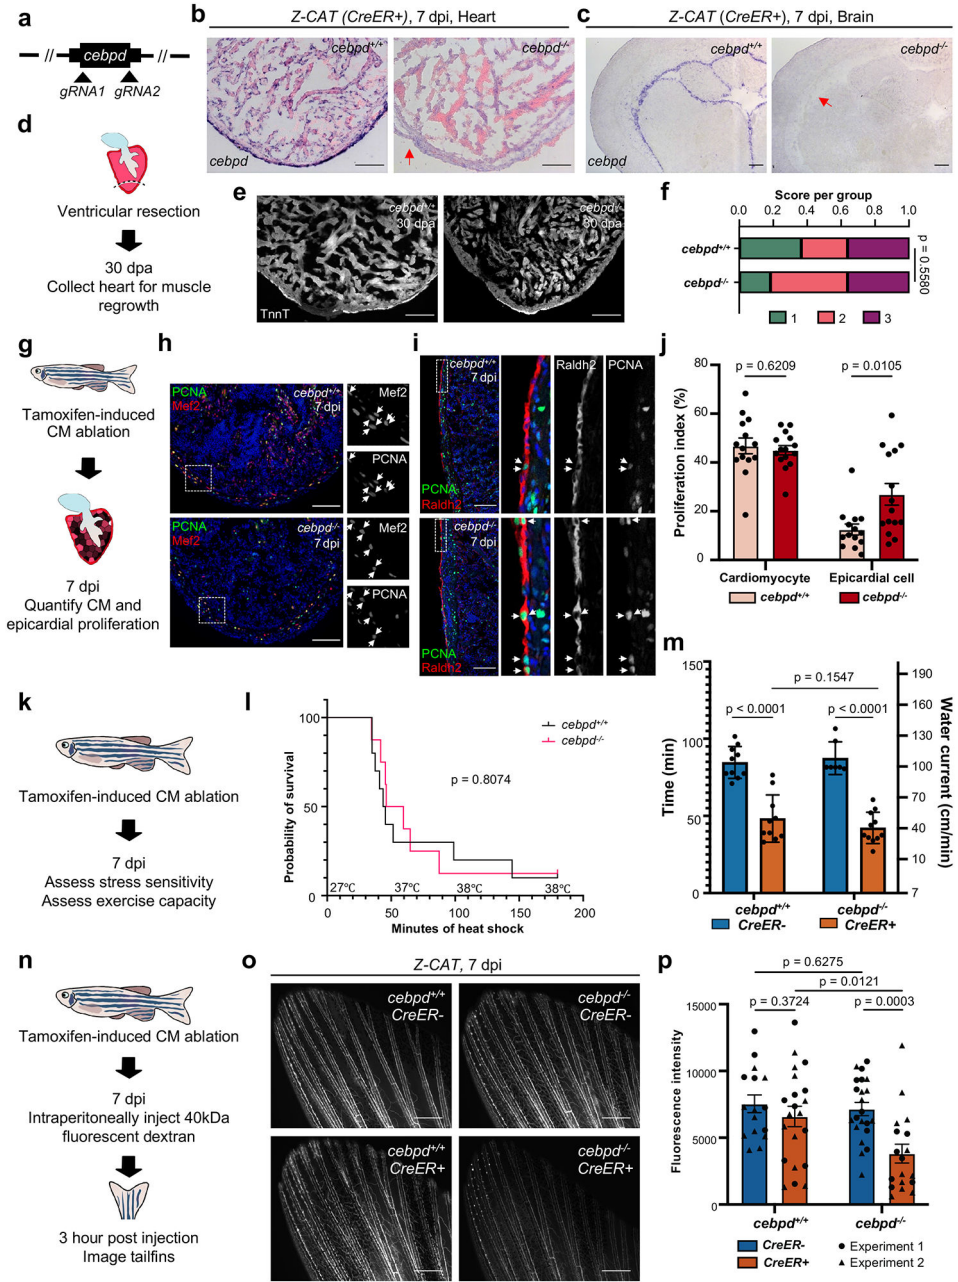 a
cebpd
gRNA1 gRNA2
b
Z-CAT (CreER+), 7 dpi, Heart
cebpd+/+
cebpd-/-
cebpd
c
Z-CAT (CreER+), 7 dpi, Brain
cebpd+/+
cebpd-/-
cebpd
d
Ventricular resection
30 dpa
Collect heart for muscle
regrowth
e
cebpd+/+
30 dpa
cebpd-/-
30 dpa
TnnT
f
Score per group
0.0 0.2 0.4 0.6 0.8 1.0
cebpd+/+
cebpd-/-
p = 0.5580
1 2 3
g
Tamoxifen-induced
CM ablation
7 dpi
Quantify CM and
epicardial proliferation
h
PCNA
Mef2
cebpd+/+
7 dpi
Mef2
PCNA
PCNA
Mef2
cebpd-/-
7 dpi
Mef2
PCNA
i
cebpd+/+
7 dpi
Raldh2
PCNA
PCNA
Raldh2
cebpd-/-
7 dpi
PCNA
Raldh2
j
Proliferation index (%)
80
60
40
20
0
p = 0.6209
p = 0.0105
Cardiomyocyte Epicardial cell
cebpd+/+ cebpd-/-
k
Tamoxifen-induced CM ablation
7 dpi
Assess stress sensitivity
Assess exercise capacity
l
Probability of survival
100
50
0
cebpd+/+
cebpd-/-
p = 0.8074
27°C 37°C 38°C 38°C
0 50 100 150 200
Minutes of heat shock
m
Time (min)
150
100
50
0
p = 0.1547
p < 0.0001
p < 0.0001
190
160
130
100
70
40
10
7
Water current (cm/min)
cebpd+/+ cebpd-/-
CreER- CreER+
n
Tamoxifen-induced CM ablation
7 dpi
Intraperitoneally inject 40kDa
fluorescent dextran
3 hour post injection
Image tailfins
o
Z-CAT, 7 dpi
cebpd+/+
CreER-
cebpd-/-
CreER-
cebpd+/+
CreER+
cebpd-/-
CreER+
p
Fluorescence intensity
15000
10000
5000
0
p = 0.6275
p = 0.0121
p = 0.3724
p = 0.0003
cebpd+/+ cebpd-/-
CreER-
CreER+
Experiment 1
Experiment 2